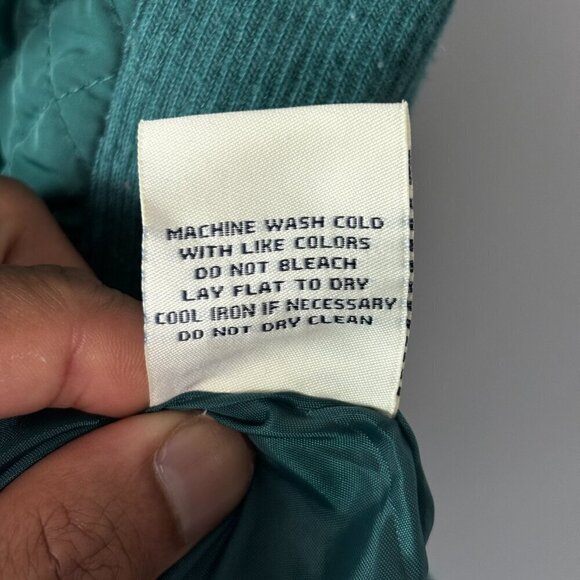 MACHINE WASH COLD
WITH LIKE COLORS
DO NOT BLEACH
LAY FLAT TO DRY
COOL IRON IF NECESSARY
DO NOT DRY CLEAN